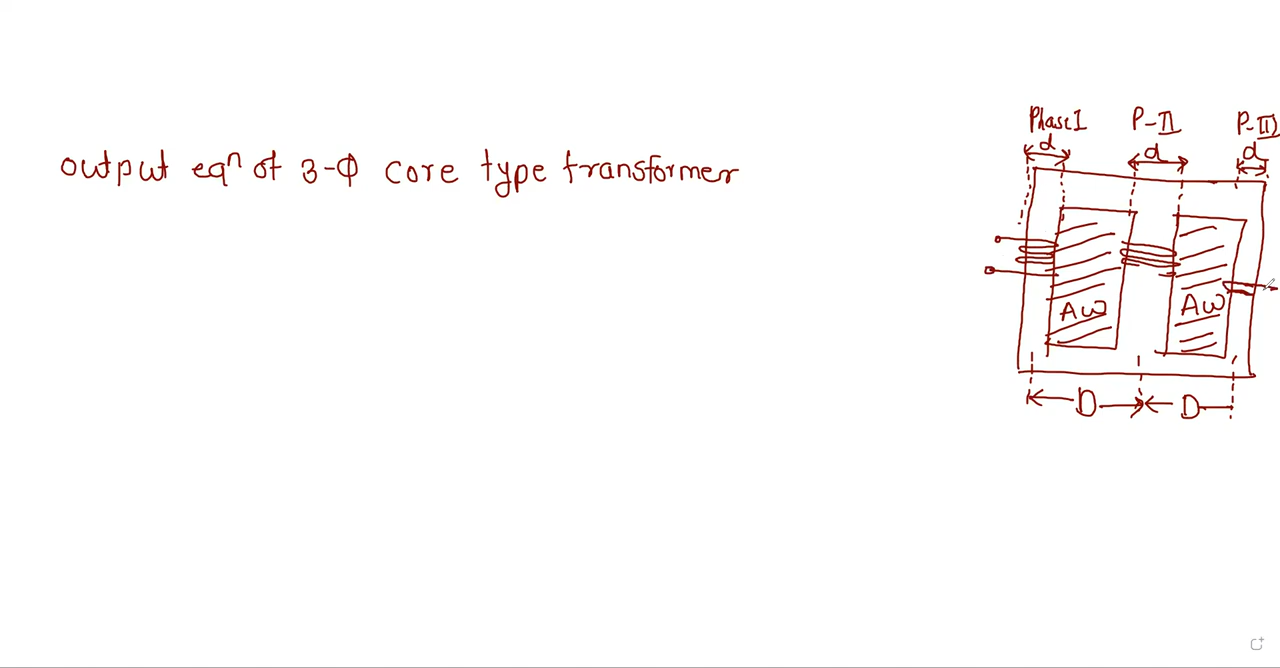 Phase I P-II P-III
d d d
output eqⁿ of 3-Φ core type transformer
Aw Aw
D D